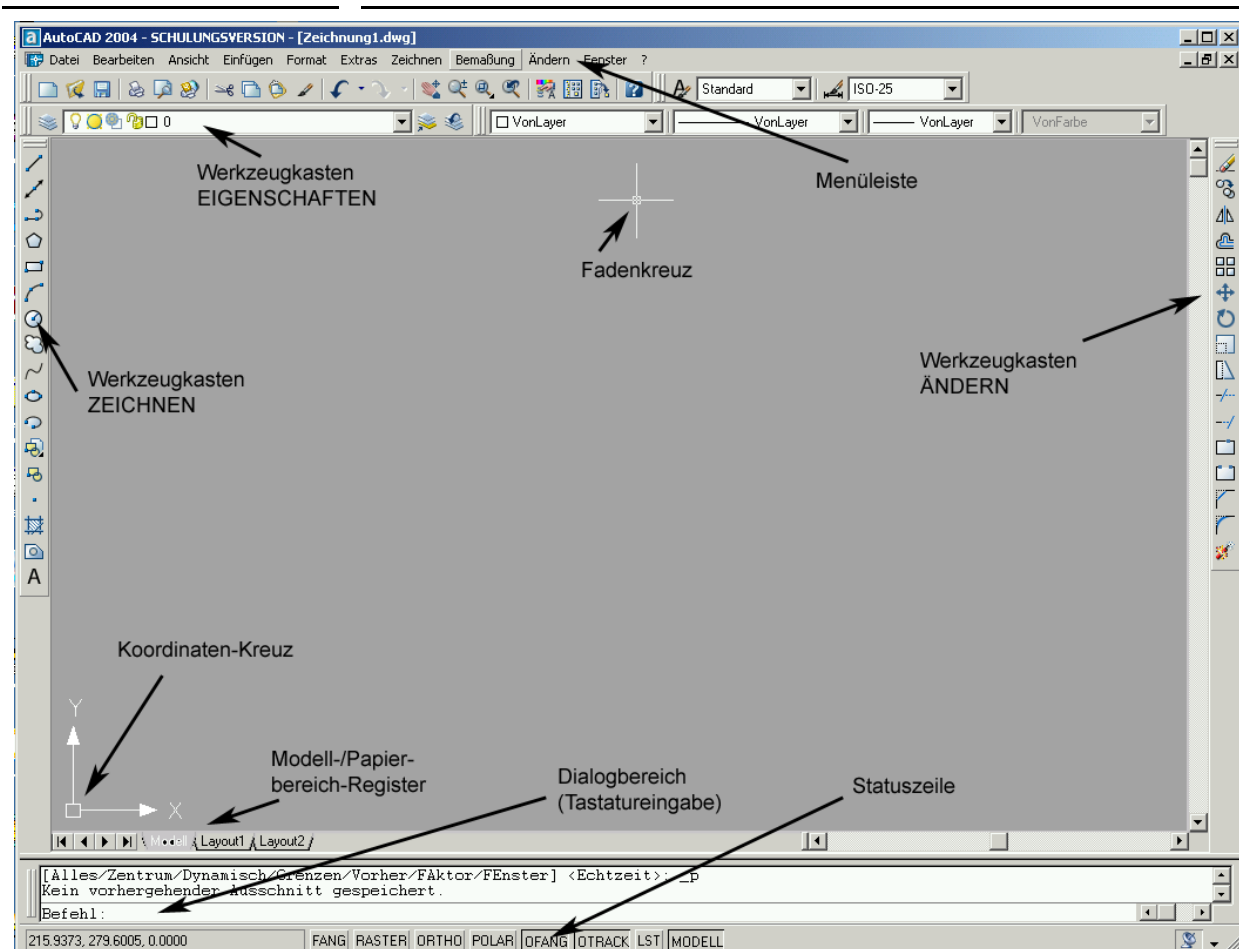 AutoCAD 2004 - SCHULUNGSVERSION - [Zeichnung1.dwg]
Datei Bearbeiten Ansicht Einfügen Format Extras Zeichnen Bemaßung Ändern Fenster ?
Standard ISO-25
0 VonLayer VonLayer VonLayer VonFarbe
Werkzeugkasten
EIGENSCHAFTEN
Menüleiste
Fadenkreuz
Werkzeugkasten
ÄNDERN
Werkzeugkasten
ZEICHNEN
A
Koordinaten-Kreuz
Y
X
Modell-/Papier-
bereich-Register
Dialogbereich
(Tastatureingabe)
Statuszeile
Modell Layout1 Layout2
[Alles/Zentrum/Dynamisch/Grenzen/Vorher/FAktor/FEnster] <Echtzeit>: _p
Kein vorhergehender Ausschnitt gespeichert.
Befehl:
215.9373, 279.6005, 0.0000 FANG RASTER ORTHO POLAR OFANG OTRACK LST MODELL